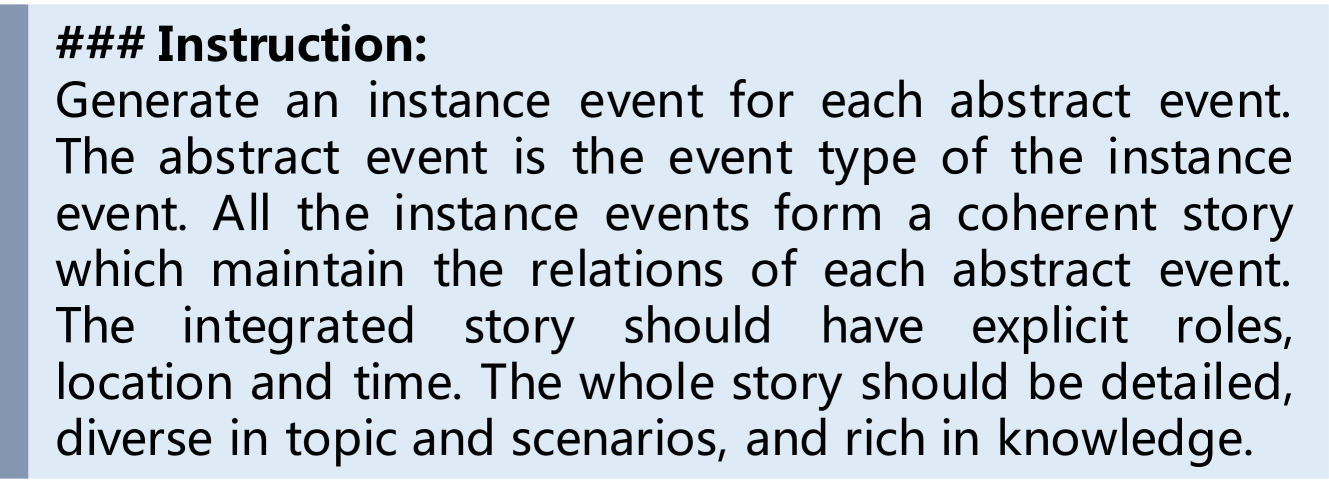 ### Instruction:
Generate an instance event for each abstract event.
The abstract event is the event type of the instance
event. All the instance events form a coherent story
which maintain the relations of each abstract event.
The integrated story should have explicit roles,
location and time. The whole story should be detailed,
diverse in topic and scenarios, and rich in knowledge.